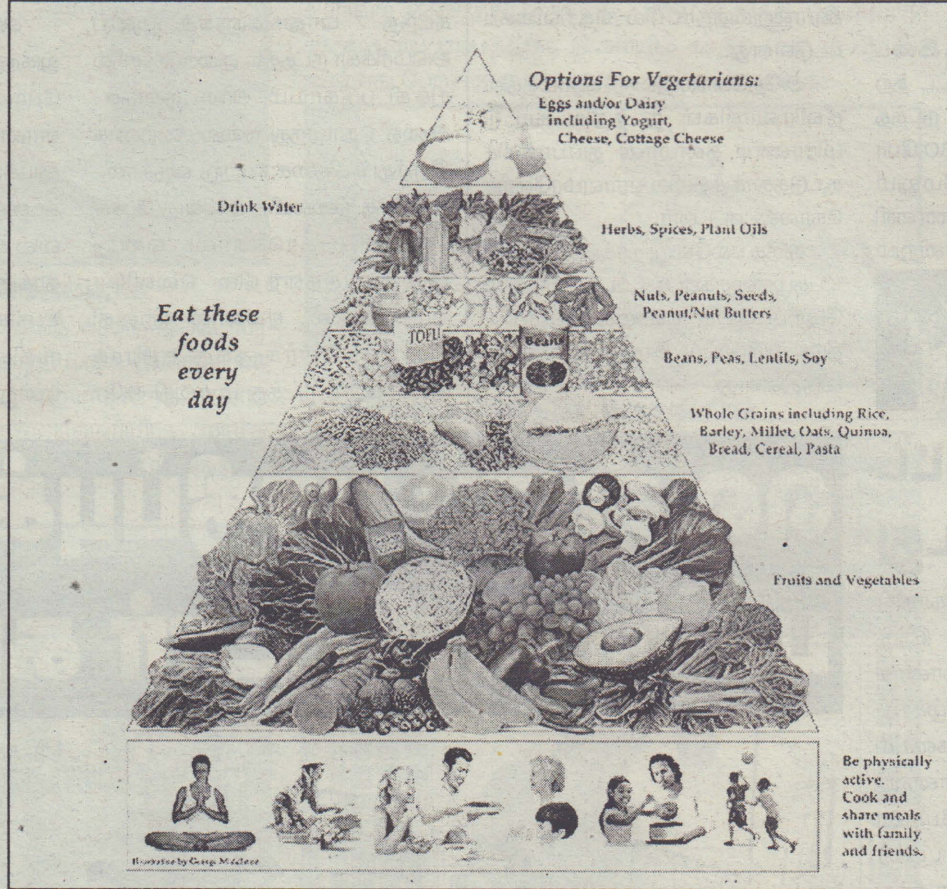 Options For Vegetarians:
Eggs and/or Dairy
including Yogurt,
Cheese, Cottage Cheese
Drink Water
Herbs, Spices, Plant Oils
Nuts, Peanuts, Seeds,
Peanut/Nut Butters
Eat these
foods
every
day
TOFU
BEANS
Beans, Peas, Lentils, Soy
Whole Grains including Rice,
Barley, Millet, Oats, Quinoa,
Bread, Cereal, Pasta
Fruits and Vegetables
Be physically
active.
Cook and
share meals
with family
and friends.
Illustration by George